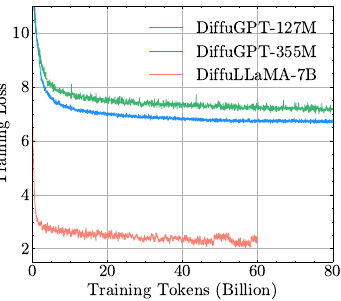 DiffuGPT-127M
DiffuGPT-355M
DiffuLLaMA-7B
Training Loss
10
8
6
4
2
0 20 40 60 80
Training Tokens (Billion)